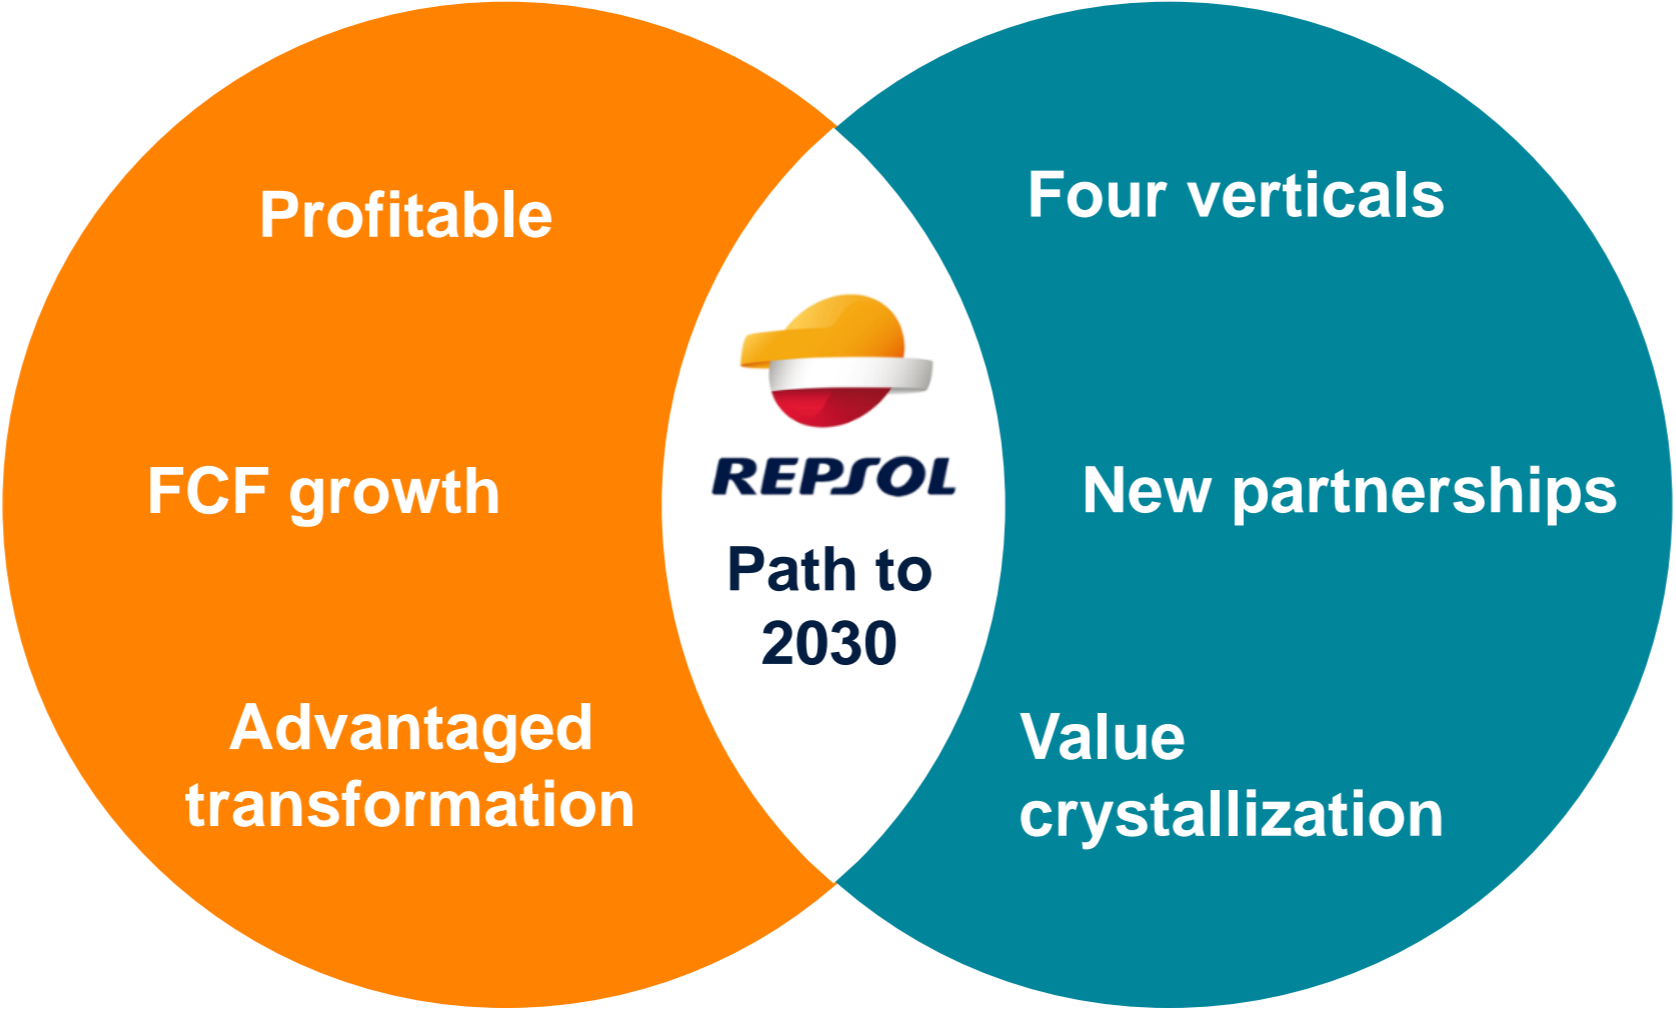 Profitable
FCF growth
Advantaged
transformation
REPSOL
Path to
2030
Four verticals
New partnerships
Value
crystallization